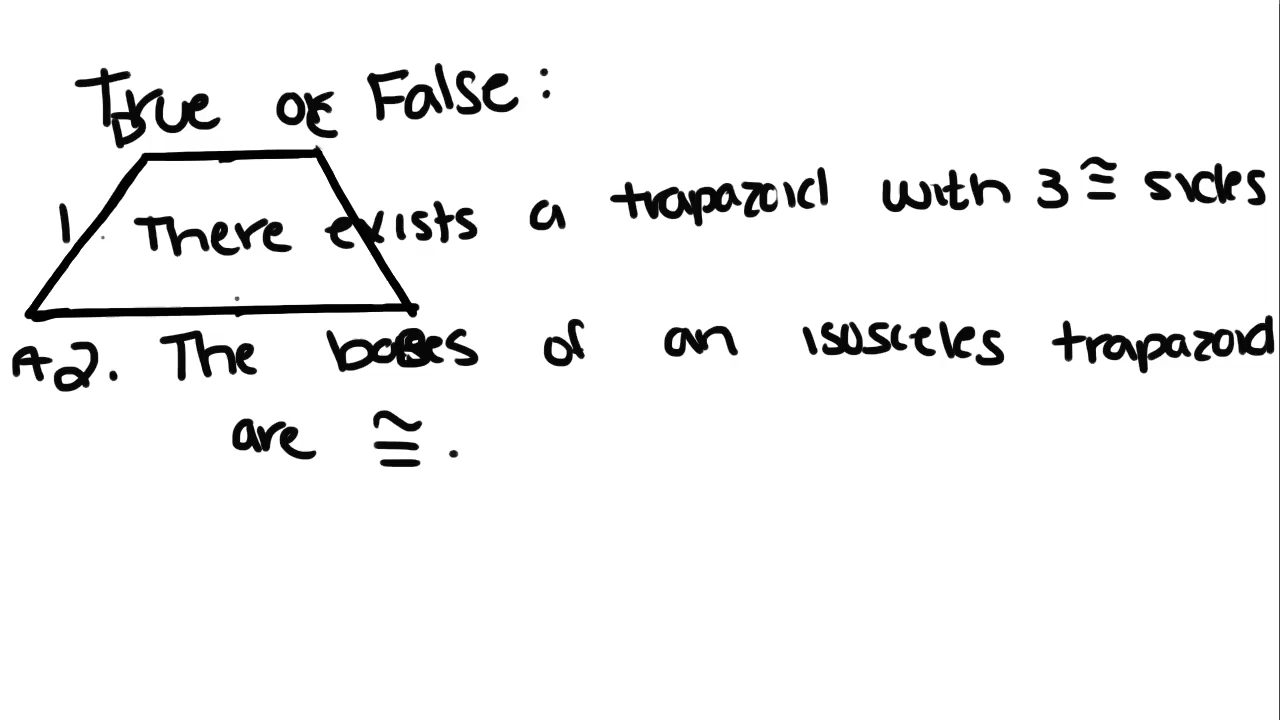 True or False:
D C
1 There exists a trapazoid with 3 ≅ sides
A B
2. The bases of an isosceles trapazoid
are ≅.